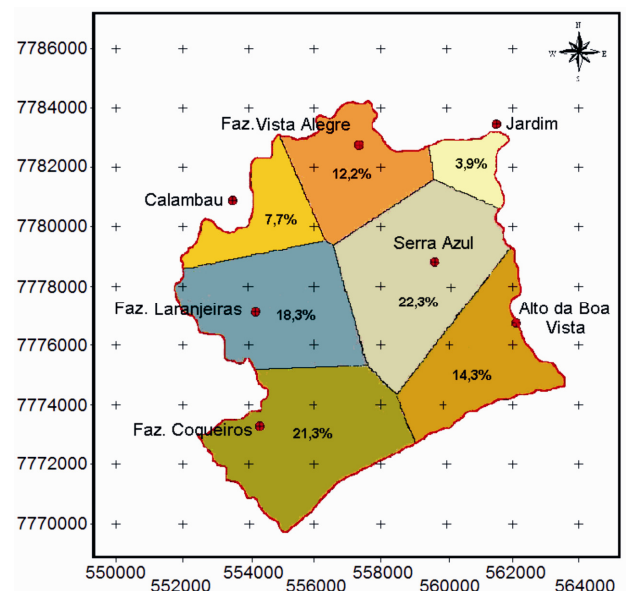 N
W E
S
7786000
7784000
7782000
7780000
7778000
7776000
7774000
7772000
7770000
Faz. Vista Alegre
Jardim
12,2%
3,9%
Calambau
7,7%
Serra Azul
Faz. Laranjeiras
18,3%
22,3%
Alto da Boa
Vista
14,3%
Faz. Coqueiros
21,3%
550000 554000 558000 562000
552000 556000 560000 564000